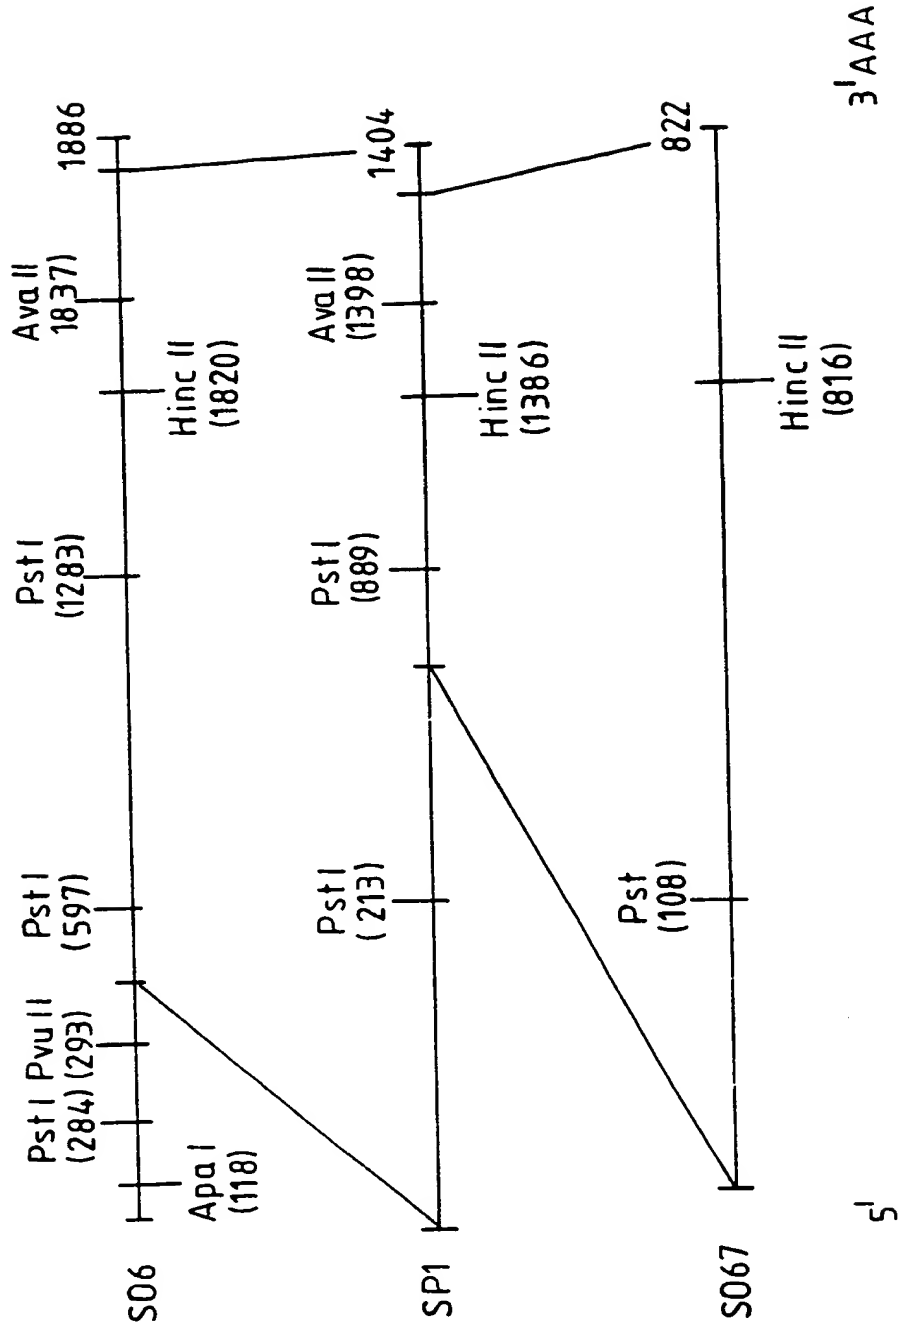 S06
Pst I
(284)
Pvu II
(293)
Pst I
(597)
Pst I
(1283)
Ava II
1837)
1886
Apa I
(118)
Hinc II
(1820)
SP1
Pst I
( 213)
Pst I
(889)
Ava II
(1398)
1404
Hinc II
(1386)
S067
Pst
(108)
822
Hinc II
(816)
5'
3'AAA